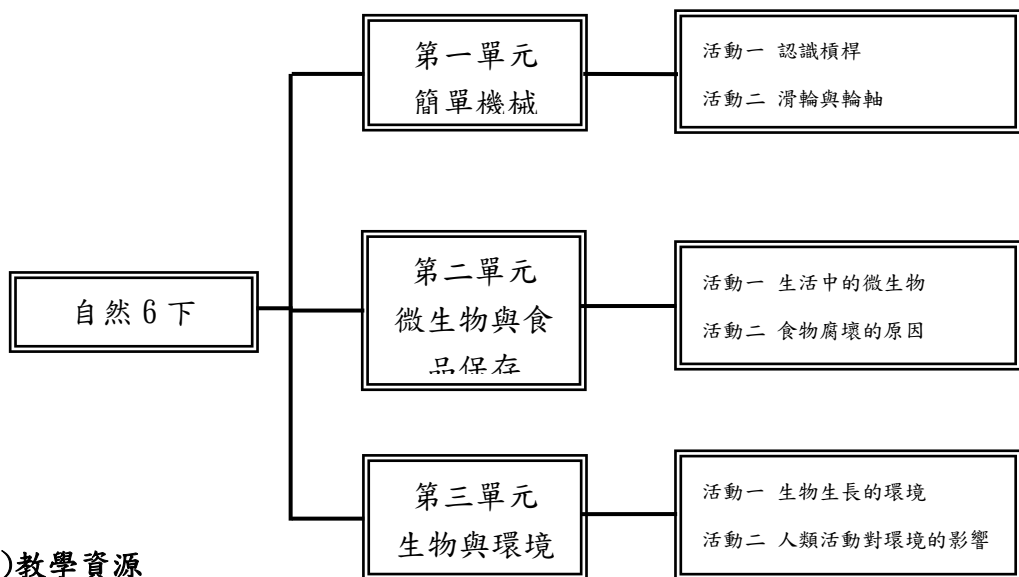 自然 6 下
第一單元
簡單機械
活動一 認識槓桿
活動二 滑輪與輪軸
第二單元
微生物與食
品保存
活動一 生活中的微生物
活動二 食物腐壞的原因
第三單元
生物與環境
活動一 生物生長的環境
活動二 人類活動對環境的影響
)教學資源